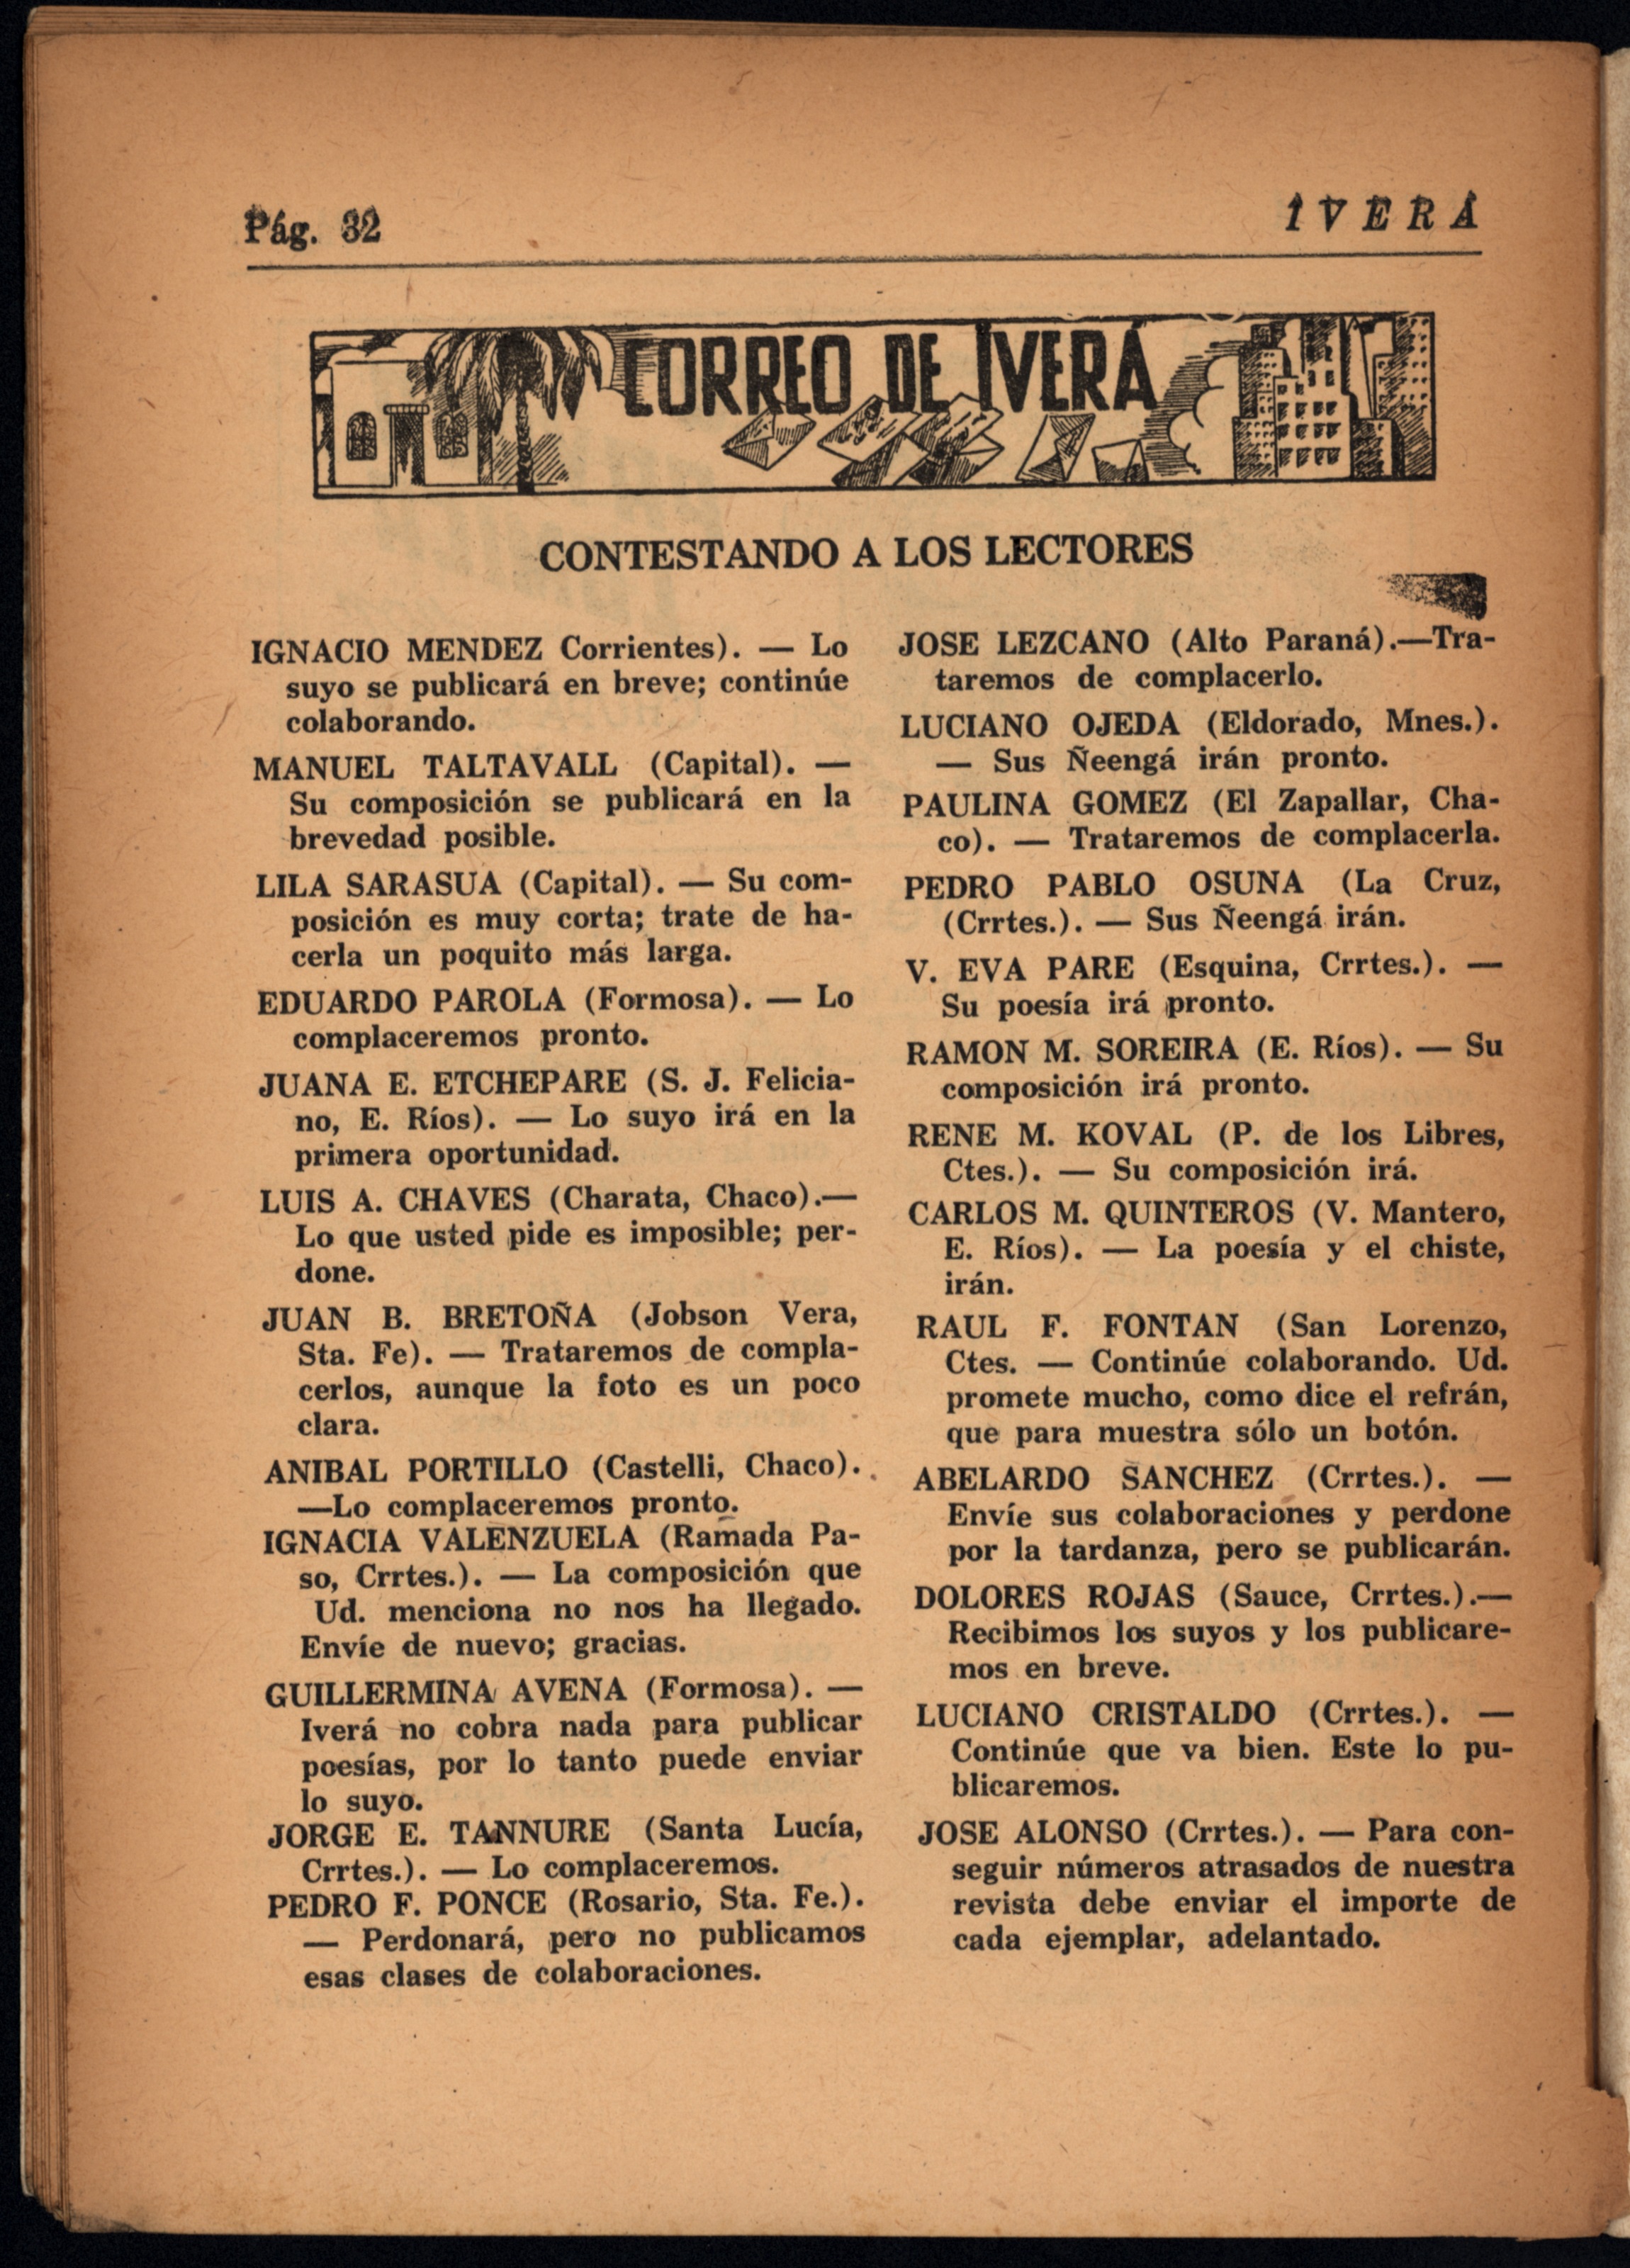 Pág. 32
IVERÁ
CORREO DE IVERÁ
CONTESTANDO A LOS LECTORES
IGNACIO MENDEZ Corrientes). — Lo
suyo se publicará en breve; continúe
colaborando.
MANUEL TALTAVALL (Capital). —
Su composición se publicará en la
brevedad posible.
LILA SARASUA (Capital). — Su com-
posición es muy corta; trate de ha-
cerla un poquito más larga.
EDUARDO PAROLA (Formosa). — Lo
complaceremos pronto.
JUANA E. ETCHEPARE (S. J. Felicia-
no, E. Ríos). — Lo suyo irá en la
primera oportunidad.
LUIS A. CHAVES (Charata, Chaco).—
Lo que usted pide es imposible; per-
done.
JUAN B. BRETOÑA (Jobson Vera,
Sta. Fe). — Trataremos de compla-
cerlos, aunque la foto es un poco
clara.
ANIBAL PORTILLO (Castelli, Chaco).
—Lo complaceremos pronto.
IGNACIA VALENZUELA (Ramada Pa-
so, Crrtes.). — La composición que
Ud. menciona no nos ha llegado.
Envíe de nuevo; gracias.
GUILLERMINA AVENA (Formosa). —
Iverá no cobra nada para publicar
poesías, por lo tanto puede enviar
lo suyo.
JORGE E. TANNURE (Santa Lucía,
Crrtes.). — Lo complaceremos.
PEDRO F. PONCE (Rosario, Sta. Fe.).
— Perdonará, pero no publicamos
esas clases de colaboraciones.
JOSE LEZCANO (Alto Paraná).—Tra-
taremos de complacerlo.
LUCIANO OJEDA (Eldorado, Mnes.).
— Sus Ñeengá irán pronto.
PAULINA GOMEZ (El Zapallar, Cha-
co). — Trataremos de complacerla.
PEDRO PABLO OSUNA (La Cruz,
(Crrtes.). — Sus Ñeengá irán.
V. EVA PARE (Esquina, Crrtes.). —
Su poesía irá pronto.
RAMON M. SOREIRA (E. Ríos). — Su
composición irá pronto.
RENE M. KOVAL (P. de los Libres,
Ctes.). — Su composición irá.
CARLOS M. QUINTEROS (V. Mantero,
E. Ríos). — La poesía y el chiste,
irán.
RAUL F. FONTAN (San Lorenzo,
Ctes. — Continúe colaborando. Ud.
promete mucho, como dice el refrán,
que para muestra sólo un botón.
ABELARDO SANCHEZ (Crrtes.). —
Envíe sus colaboraciones y perdone
por la tardanza, pero se publicarán.
DOLORES ROJAS (Sauce, Crrtes.).—
Recibimos los suyos y los publicare-
mos en breve.
LUCIANO CRISTALDO (Crrtes.). —
Continúe que va bien. Este lo pu-
blicaremos.
JOSE ALONSO (Crrtes.). — Para con-
seguir números atrasados de nuestra
revista debe enviar el importe de
cada ejemplar, adelantado.